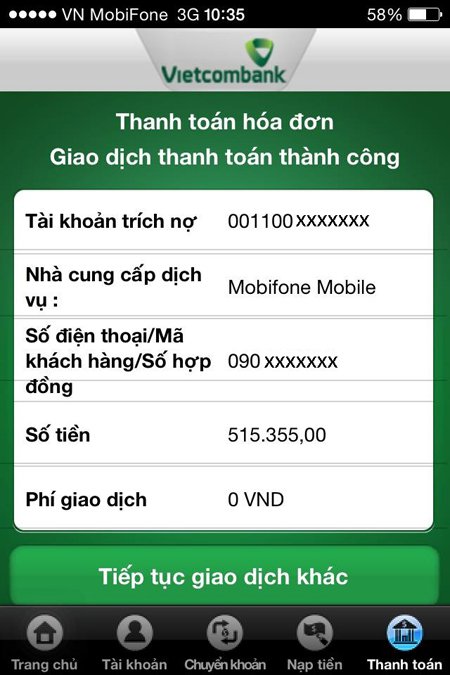 VN MobiFone 3G 10:35 58%
Vietcombank
Thanh toán hóa đơn
Giao dịch thanh toán thành công
Tài khoản trích nợ 001100 xxxxxxx
Nhà cung cấp dịch
vụ : Mobifone Mobile
Số điện thoại/Mã
khách hàng/Số hợp
đồng 090 xxxxxxx
Số tiền 515.355,00
Phí giao dịch 0 VND
Tiếp tục giao dịch khác
Trang chủ Tài khoản Chuyển khoản Nạp tiền Thanh toán